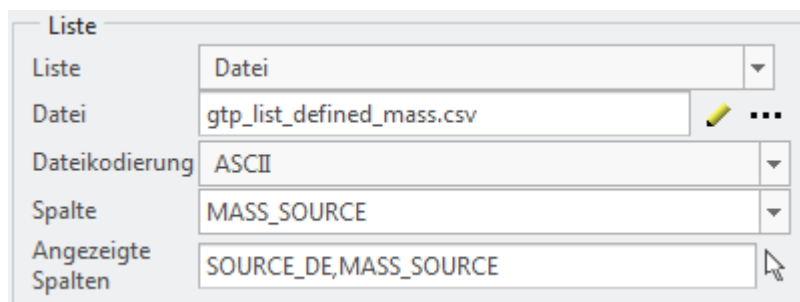 Liste
Liste Datei
Datei gtp_list_defined_mass.csv
Dateikodierung ASCII
Spalte MASS_SOURCE
Angezeigte
Spalten SOURCE_DE,MASS_SOURCE